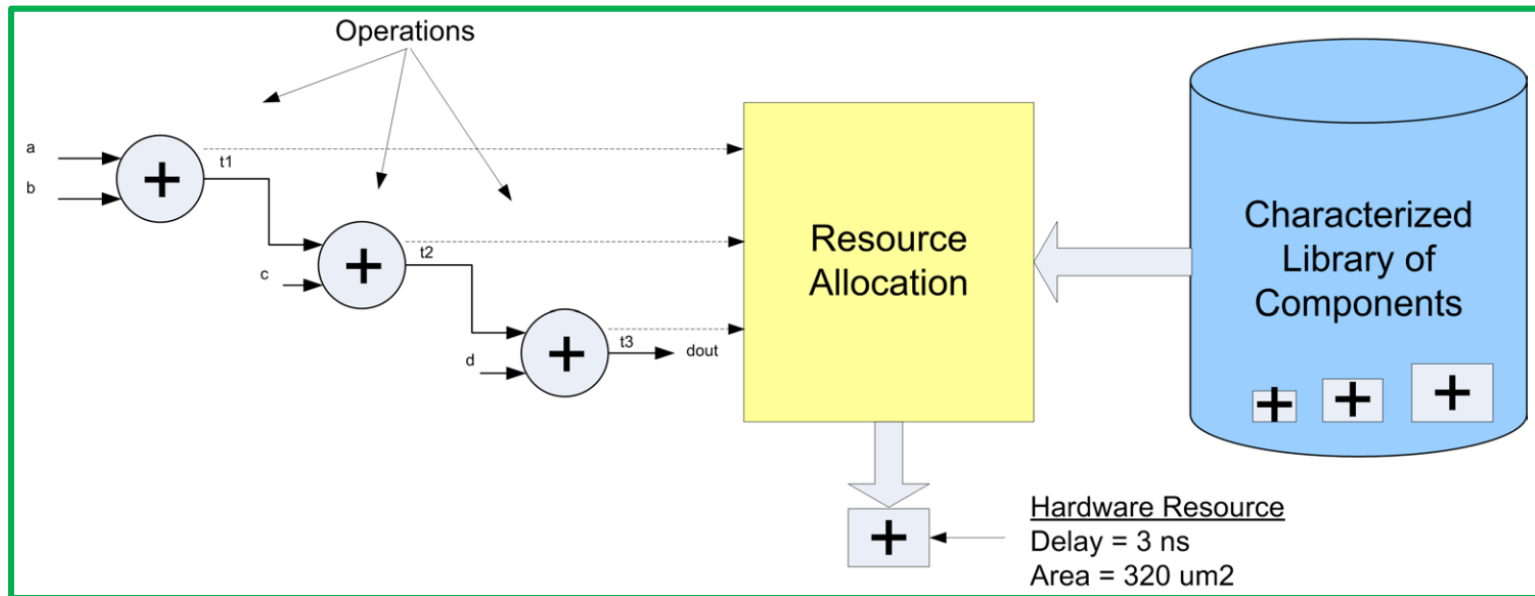 Operations
a
b
+
t1
c
+
t2
d
+
t3
dout
Resource
Allocation
Characterized
Library of
Components
+
+
+
+
Hardware Resource
Delay = 3 ns
Area = 320 um2